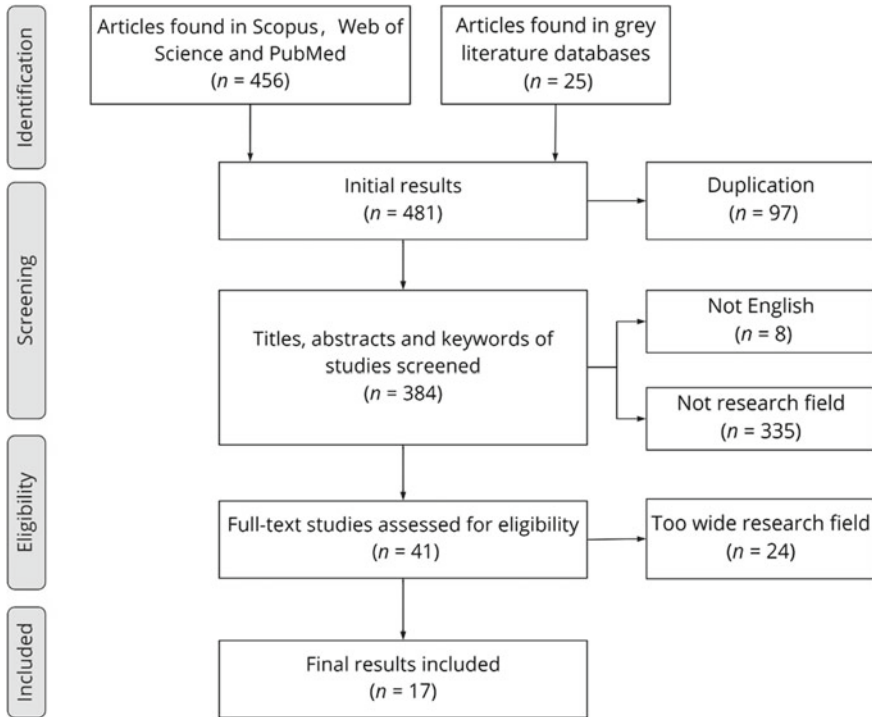 Identification
Articles found in Scopus, Web of
Science and PubMed
(n = 456)
Articles found in grey
literature databases
(n = 25)
Screening
Initial results
(n = 481)
Duplication
(n = 97)
Titles, abstracts and keywords of
studies screened
(n = 384)
Not English
(n = 8)
Not research field
(n = 335)
Eligibility
Full-text studies assessed for eligibility
(n = 41)
Too wide research field
(n = 24)
Included
Final results included
(n = 17)